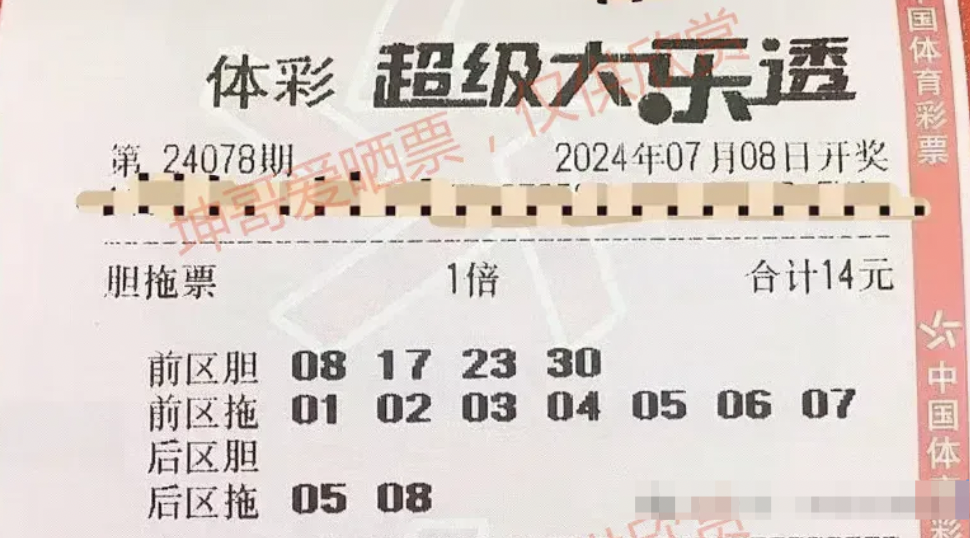 体彩 超级大乐透
第 24078期 2024年07月08日开奖
坤哥爱晒票，仅供欣赏
胆拖票 1倍 合计14元
前区胆 08 17 23 30
前区拖 01 02 03 04 05 06 07
后区胆
后区拖 05 08
国体育彩票
中国体
彩
欣赏